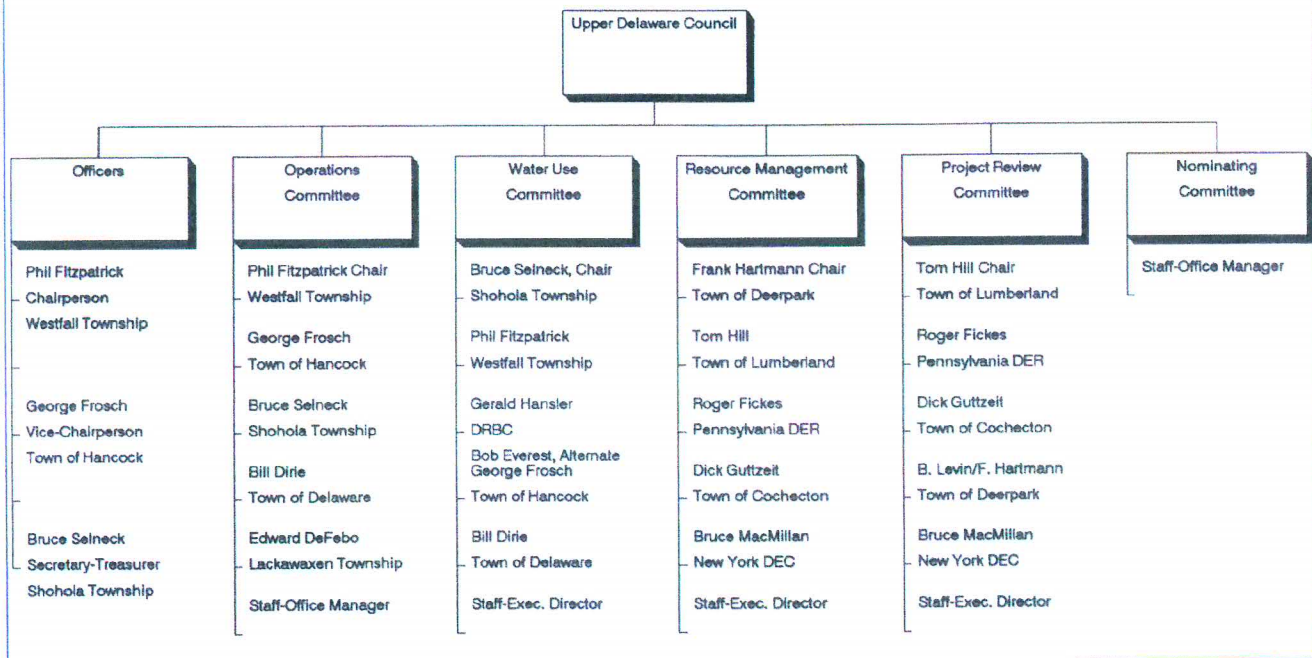 Upper Delaware Council
Officers
Phil Fitzpatrick
Chairperson
Westfall Township
George Frosch
Vice-Chairperson
Town of Hancock
Bruce Selneck
Secretary-Treasurer
Shohola Township
Operations
Committee
Phil Fitzpatrick Chair
Westfall Township
George Frosch
Town of Hancock
Bruce Selneck
Shohola Township
Bill Dirie
Town of Delaware
Edward DeFebo
Lackawaxen Township
Staff-Office Manager
Water Use
Committee
Bruce Selneck, Chair
Shohola Township
Phil Fitzpatrick
Westfall Township
Gerald Hansler
DRBC
Bob Everest, Alternate
George Frosch
Town of Hancock
Bill Dirie
Town of Delaware
Staff-Exec. Director
Resource Management
Committee
Frank Hartmann Chair
Town of Deerpark
Tom Hill
Town of Lumberland
Roger Fickes
Pennsylvania DER
Dick Guttzeit
Town of Cochecton
Bruce MacMillan
New York DEC
Staff-Exec. Director
Project Review
Committee
Tom Hill Chair
Town of Lumberland
Roger Fickes
Pennsylvania DER
Dick Guttzeit
Town of Cochecton
B. Levin/F. Hartmann
Town of Deerpark
Bruce MacMillan
New York DEC
Staff-Exec. Director
Nominating
Committee
Staff-Office Manager